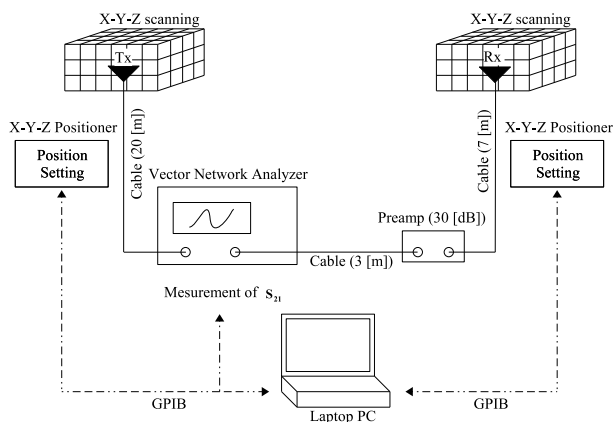 X-Y-Z scanning
X-Y-Z scanning
Tx
Rx
X-Y-Z Positioner
X-Y-Z Positioner
Position
Setting
Position
Setting
Cable (20 [m])
Cable (7 [m])
Vector Network Analyzer
Preamp (30 [dB])
Cable (3 [m])
Mesurement of S21
GPIB
GPIB
Laptop PC